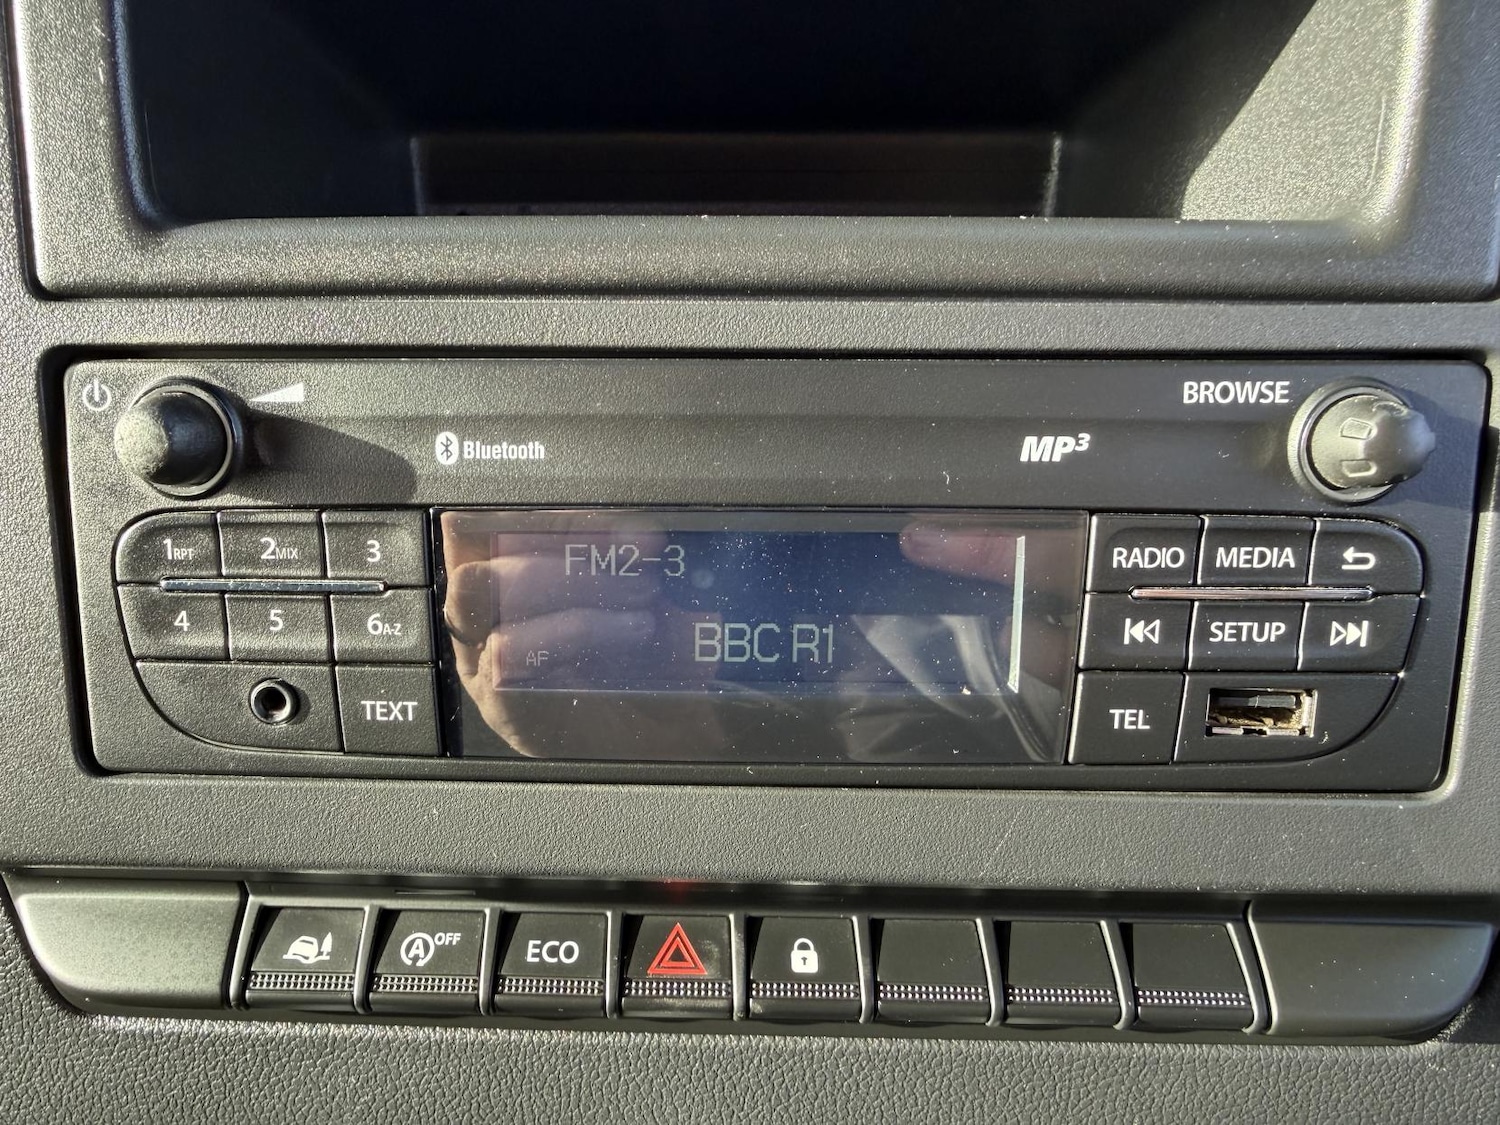 BROWSE
Bluetooth
MP3
1RPT 2MIX 3
FM2-3
RADIO MEDIA
4 5 6A-Z
AF BBC R1
SETUP
TEXT
TEL
A OFF ECO